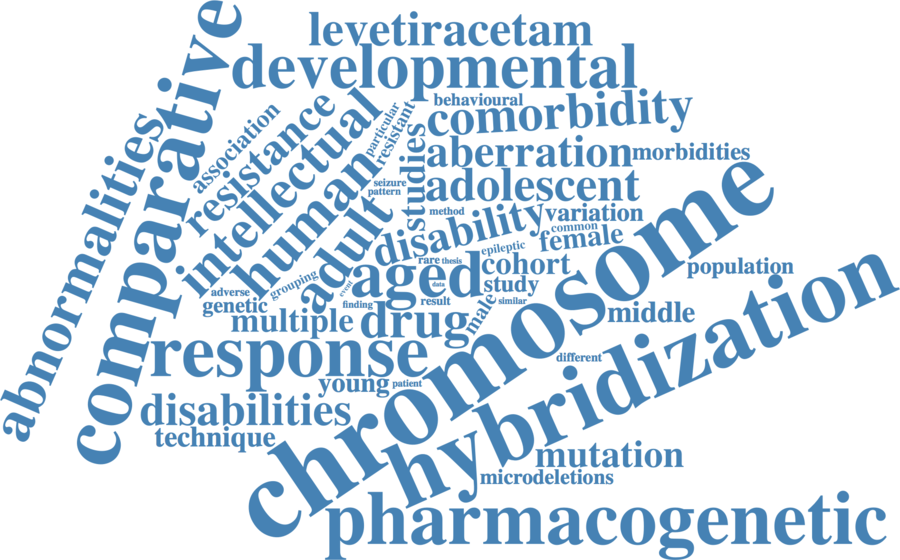 levetiracetam
developmental
comparative
abnormalities
association
resistance
intellectual
human
adult
particular
resistant
studies
behavioural
comorbidity
aberration
morbidities
adolescent
seizure
pattern
method
disability
variation
common
female
epileptic
rare
thesis
aged
cohort
data
study
event
grouping
adverse
genetic
finding
result
male
similar
population
multiple
drug
middle
response
chromosome
hybridization
different
young
patient
disabilities
technique
mutation
microdeletions
pharmacogenetic